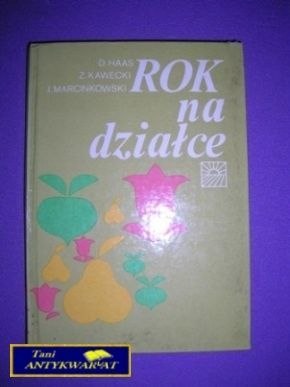 D. HAAS
Z. KAWECKI
J. MARCINKOWSKI
ROK
na
działce
Tani
ANTYKWARIAT